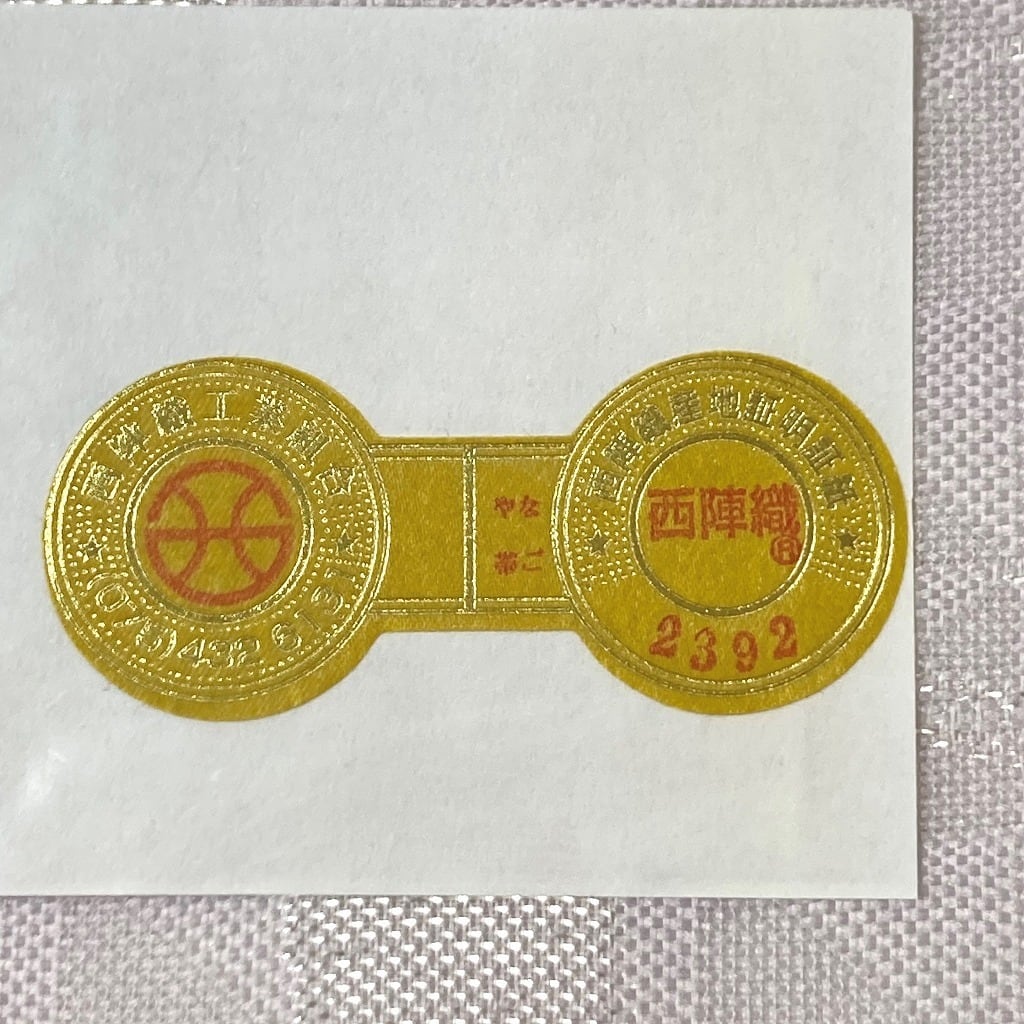 西陣織工業組合
(075)432 6131
なご
や帯
西陣織産地証明証紙
西陣織
®
2392